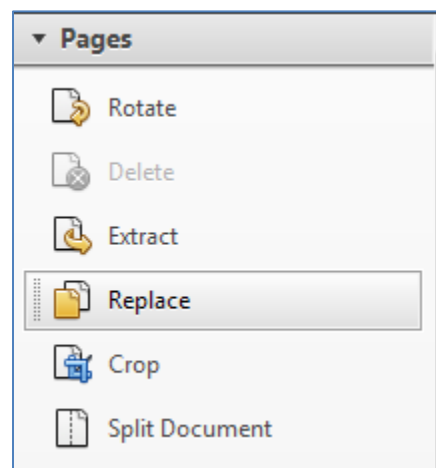 Pages
Rotate
Delete
Extract
Replace
Crop
Split Document